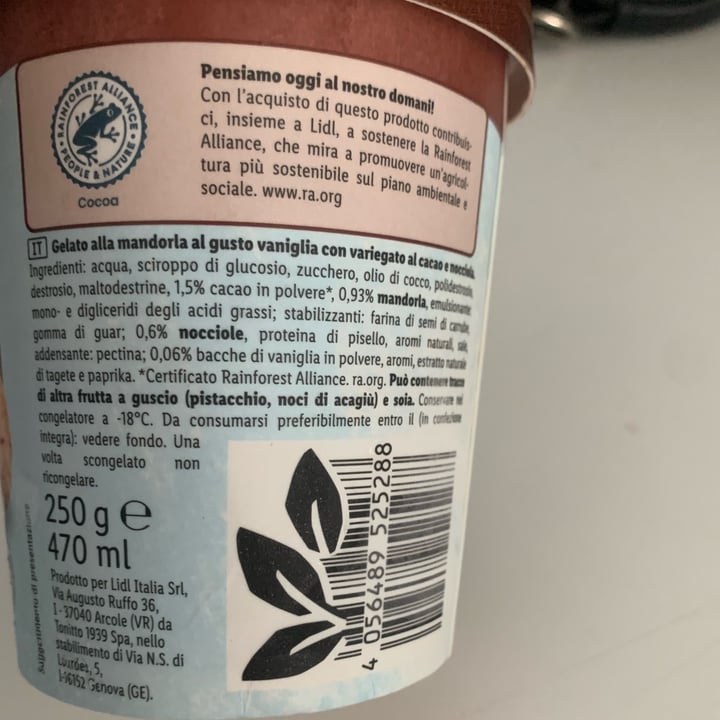 RAINFOREST ALLIANCE
PEOPLE & NATURE
Cocoa
Pensiamo oggi al nostro domani!
Con l'acquisto di questo prodotto contribuis-
ci, insieme a Lidl, a sostenere la Rainforest
Alliance, che mira a promuovere un'agricol-
tura più sostenibile sul piano ambientale e
sociale. www.ra.org
IT Gelato alla mandorla al gusto vaniglia con variegato al cacao e nocciola.
Ingredienti: acqua, sciroppo di glucosio, zucchero, olio di cocco, polidestrosio,
destrosio, maltodestrine, 1,5% cacao in polvere*, 0,93% mandorla, emulsionante:
mono- e digliceridi degli acidi grassi; stabilizzanti: farina di semi di carrube,
gomma di guar; 0,6% nocciole, proteina di pisello, aromi naturali, sale,
addensante: pectina; 0,06% bacche di vaniglia in polvere, aromi, estratto naturale
di tagete e paprika. *Certificato Rainforest Alliance. ra.org. Può contenere tracce
di altra frutta a guscio (pistacchio, noci di acagiù) e soia. Conservare nel
congelatore a -18°C. Da consumarsi preferibilmente entro il (in confezione
integra): vedere fondo. Una
volta scongelato non
ricongelare.
250 g e
470 ml
Prodotto per Lidl Italia Srl,
Via Augusto Ruffo 36,
I-37040 Arcole (VR) da
Tonitto 1939 Spa, nello
stabilimento di Via N.S. di
Lourdes, 5,
I-16152 Genova (GE).
Suggerimento di presentazione
4 056489 525288